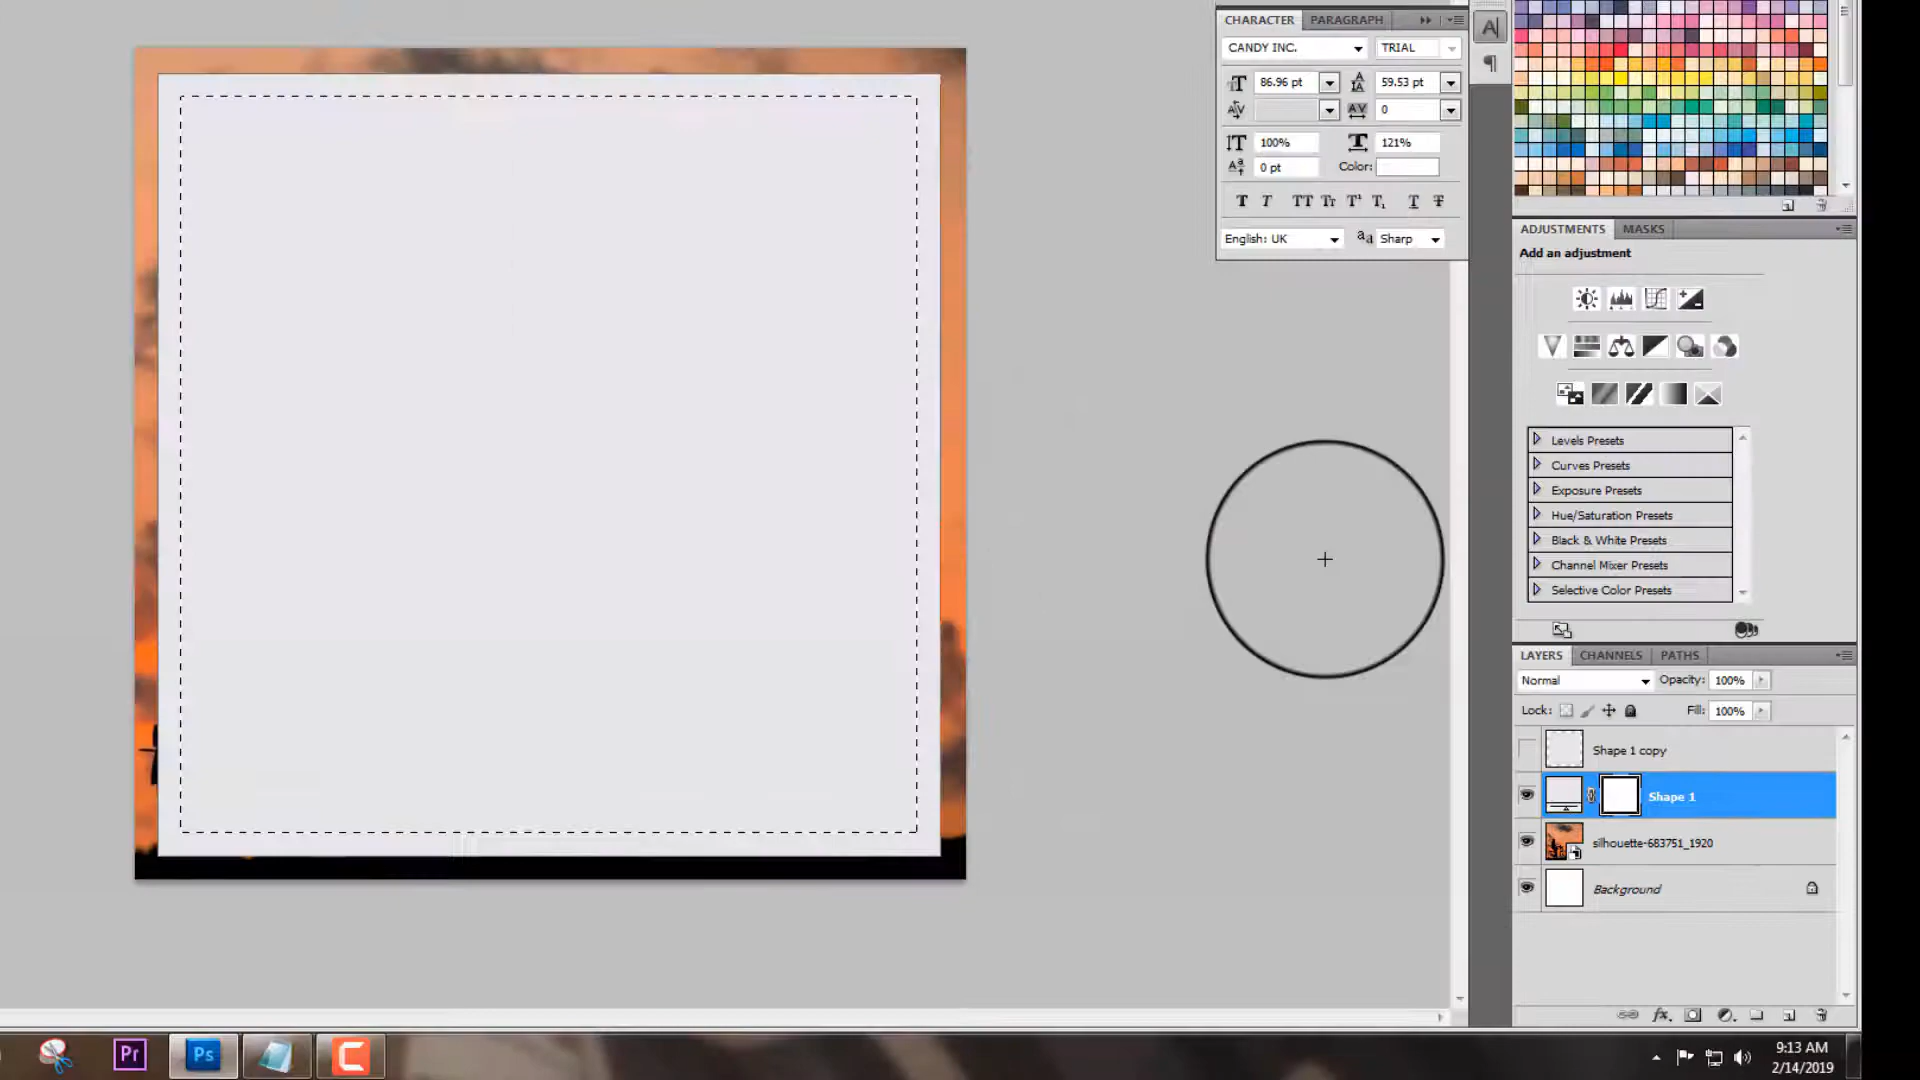 CHARACTER PARAGRAPH
CANDY INC. TRIAL
86.96 pt 59.53 pt
0
100% 121%
0 pt Color:
English: UK Sharp
ADJUSTMENTS MASKS
Add an adjustment
Levels Presets
Curves Presets
Exposure Presets
Hue/Saturation Presets
Black & White Presets
Channel Mixer Presets
Selective Color Presets
LAYERS CHANNELS PATHS
Normal Opacity: 100%
Lock: Fill: 100%
Shape 1 copy
Shape 1
silhouette-683751_1920
Background
Pr Ps
9:13 AM
2/14/2019